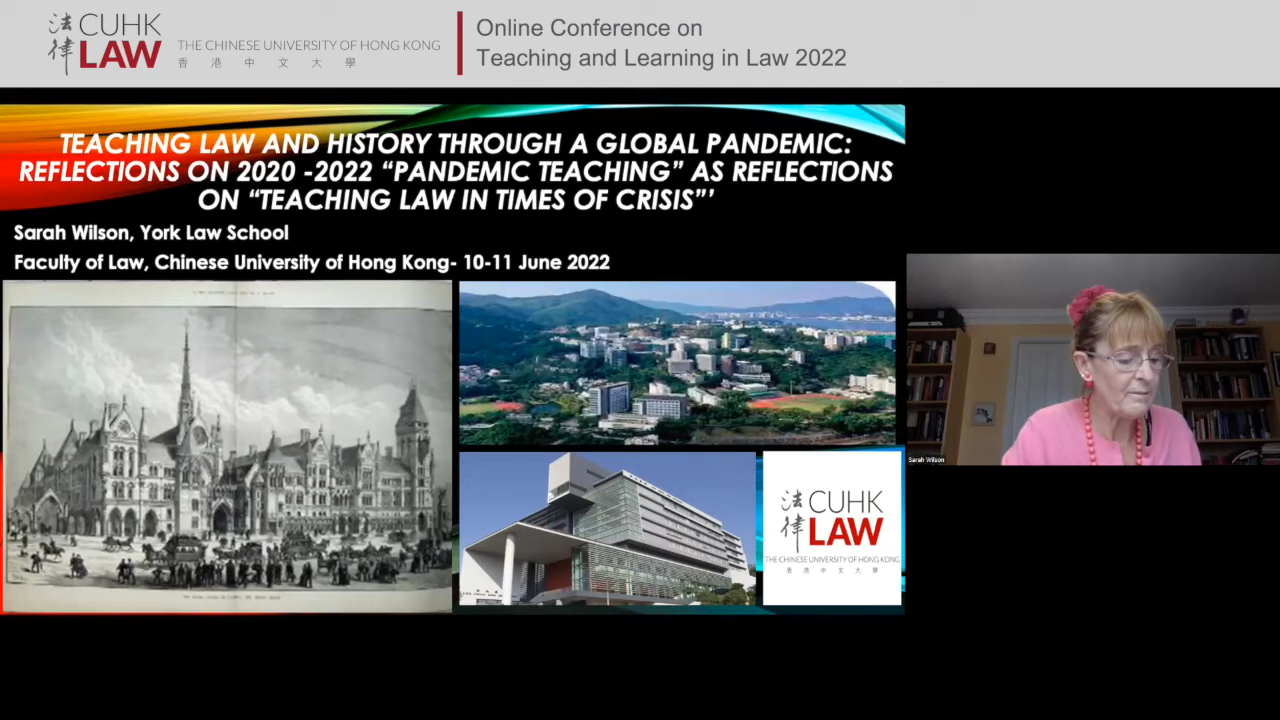 法律 CUHK LAW
THE CHINESE UNIVERSITY OF HONG KONG
香港中文大學
Online Conference on
Teaching and Learning in Law 2022
TEACHING LAW AND HISTORY THROUGH A GLOBAL PANDEMIC:
REFLECTIONS ON 2020 -2022 “PANDEMIC TEACHING” AS REFLECTIONS
ON “TEACHING LAW IN TIMES OF CRISIS”’
Sarah Wilson, York Law School
Faculty of Law, Chinese University of Hong Kong- 10-11 June 2022
法律 CUHK LAW
THE CHINESE UNIVERSITY OF HONG KONG
香港中文大學
Sarah Wilson